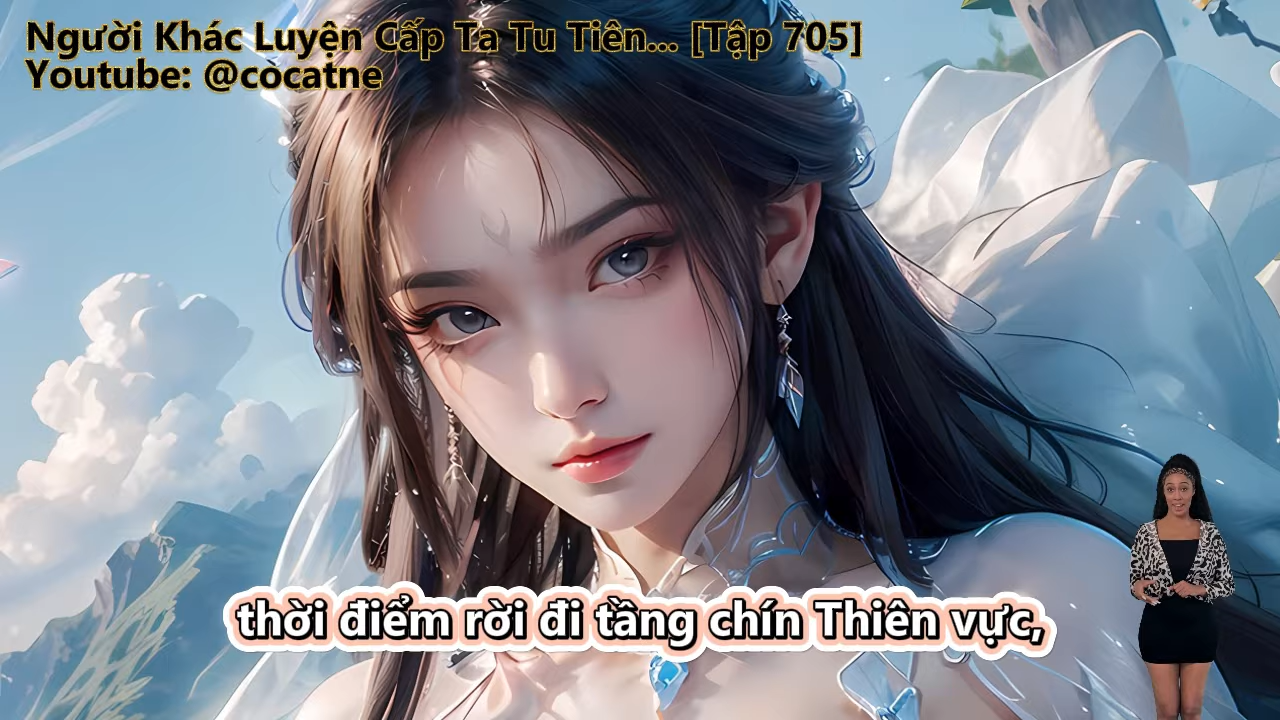 Người Khác Luyện Cấp Ta Tu Tiên... [Tập 705]
Youtube: @cocatne
thời điểm rời đi tầng chín Thiên vực,